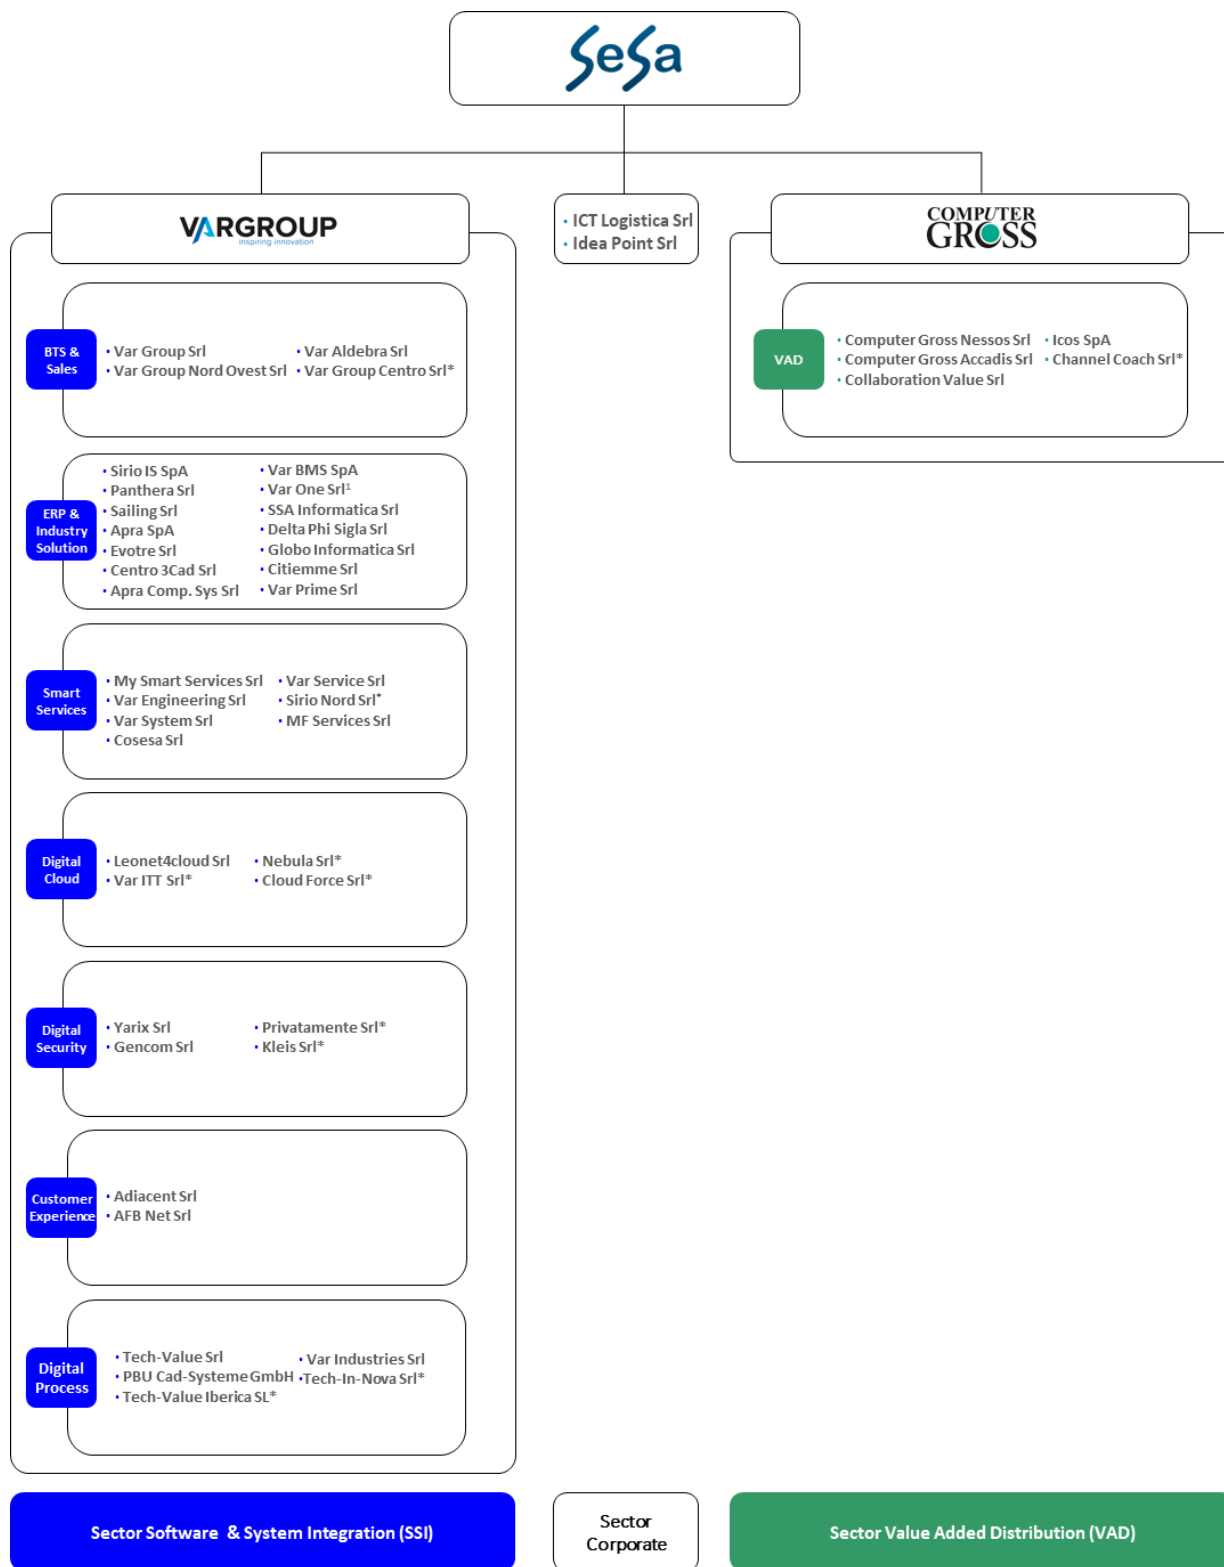 SeSa
VARGROUP
inspiring innovation
• ICT Logistica Srl
• Idea Point Srl
COMPUTER
GROSS
BTS &
Sales
• Var Group Srl
• Var Group Nord Ovest Srl
• Var Aldebra Srl
• Var Group Centro Srl*
VAD
• Computer Gross Nessos Srl
• Computer Gross Accadis Srl
• Collaboration Value Srl
• Icos SpA
• Channel Coach Srl*
ERP &
Industry
Solution
• Sirio IS SpA
• Panthera Srl
• Sailing Srl
• Apra SpA
• Evotre Srl
• Centro 3Cad Srl
• Apra Comp. Sys Srl
• Var BMS SpA
• Var One Srl¹
• SSA Informatica Srl
• Delta Phi Sigla Srl
• Globo Informatica Srl
• Citiemme Srl
• Var Prime Srl
Smart
Services
• My Smart Services Srl
• Var Engineering Srl
• Var System Srl
• Cosesa Srl
• Var Service Srl
• Sirio Nord Srl*
• MF Services Srl
Digital
Cloud
• Leonet4cloud Srl
• Var ITT Srl*
• Nebula Srl*
• Cloud Force Srl*
Digital
Security
• Yarix Srl
• Gencom Srl
• Privatamente Srl*
• Kleis Srl*
Customer
Experience
• Adiacent Srl
• AFB Net Srl
Digital
Process
• Tech-Value Srl
• PBU Cad-Systeme GmbH
• Tech-Value Iberica SL*
• Var Industries Srl
• Tech-In-Nova Srl*
Sector Software & System Integration (SSI)
Sector
Corporate
Sector Value Added Distribution (VAD)